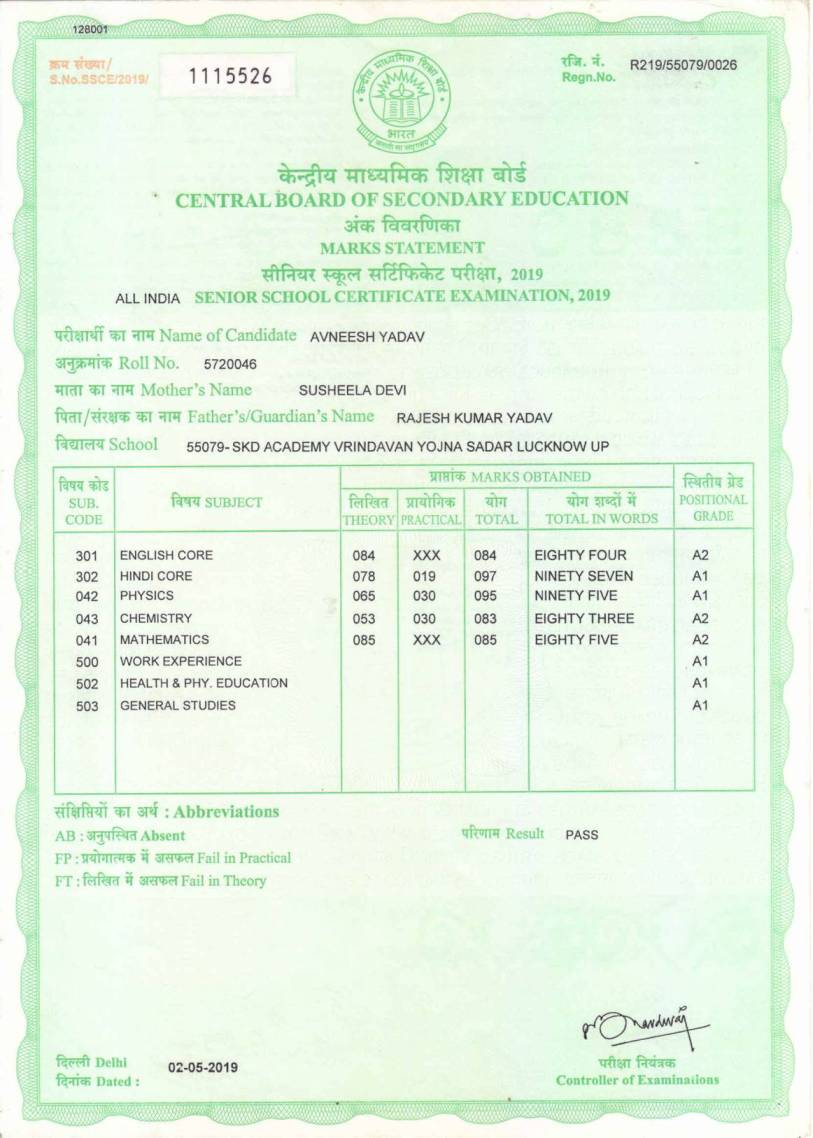 128001
क्रम संख्या/
S.No.SSCE/2019/ 1115526
रजि. नं. R219/55079/0026
Regn.No.
केन्द्रीय माध्यमिक शिक्षा बोर्ड
भारत
असतो मा सद्गमय
केन्द्रीय माध्यमिक शिक्षा बोर्ड
CENTRAL BOARD OF SECONDARY EDUCATION
अंक विवरणिका
MARKS STATEMENT
सीनियर स्कूल सर्टिफिकेट परीक्षा, 2019
ALL INDIA SENIOR SCHOOL CERTIFICATE EXAMINATION, 2019
परीक्षार्थी का नाम Name of Candidate AVNEESH YADAV
अनुक्रमांक Roll No. 5720046
माता का नाम Mother's Name SUSHEELA DEVI
पिता/संरक्षक का नाम Father's/Guardian's Name RAJESH KUMAR YADAV
विद्यालय School 55079- SKD ACADEMY VRINDAVAN YOJNA SADAR LUCKNOW UP
विषय कोड SUB. CODE विषय SUBJECT प्राप्तांक MARKS OBTAINED स्थितीय ग्रेड POSITIONAL GRADE
लिखित प्रायोगिक योग योग शब्दों में
THEORY PRACTICAL TOTAL TOTAL IN WORDS
301 ENGLISH CORE 084 XXX 084 EIGHTY FOUR A2
302 HINDI CORE 078 019 097 NINETY SEVEN A1
042 PHYSICS 065 030 095 NINETY FIVE A1
043 CHEMISTRY 053 030 083 EIGHTY THREE A2
041 MATHEMATICS 085 XXX 085 EIGHTY FIVE A2
500 WORK EXPERIENCE A1
502 HEALTH & PHY. EDUCATION A1
503 GENERAL STUDIES A1
संक्षिप्तियों का अर्थ : Abbreviations
AB : अनुपस्थित Absent परिणाम Result PASS
FP : प्रयोगात्मक में असफल Fail in Practical
FT : लिखित में असफल Fail in Theory
दिल्ली Delhi
दिनांक Dated : 02-05-2019
परीक्षा नियंत्रक
Controller of Examinations